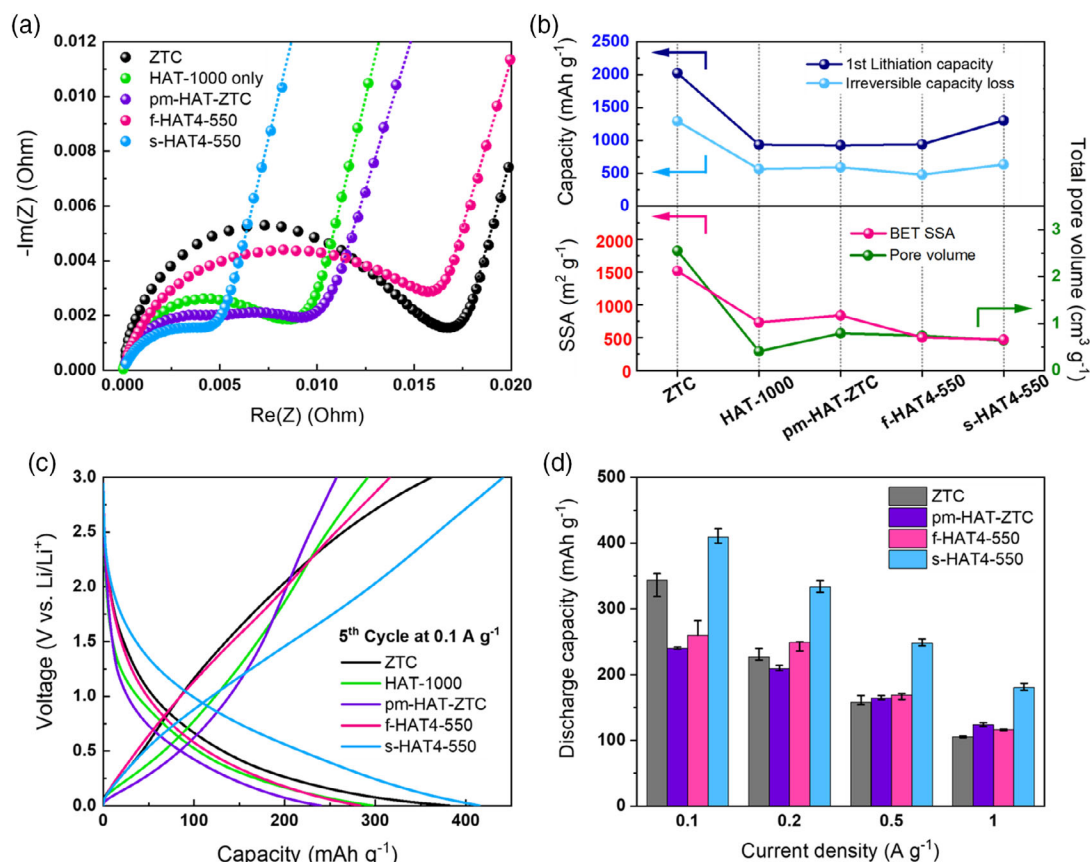 (a)
0.012
0.010
0.008
0.006
0.004
0.002
0.000
-Im(Z) (Ohm)
ZTC
HAT-1000 only
pm-HAT-ZTC
f-HAT4-550
s-HAT4-550
0.000
0.005
0.010
0.015
0.020
Re(Z) (Ohm)
(b)
2500
2000
1500
1000
500
0
Capacity (mAh g⁻¹)
1st Lithiation capacity
Irreversible capacity loss
2000
1500
1000
500
0
SSA (m² g⁻¹)
BET SSA
Pore volume
3
2
1
0
Total pore volume (cm³ g⁻¹)
ZTC
HAT-1000
pm-HAT-ZTC
f-HAT4-550
s-HAT4-550
(c)
3.0
2.5
2.0
1.5
1.0
0.5
0.0
Voltage (V vs. Li/Li⁺)
5ᵗʰ Cycle at 0.1 A g⁻¹
ZTC
HAT-1000
pm-HAT-ZTC
f-HAT4-550
s-HAT4-550
0
100
200
300
400
Capacity (mAh g⁻¹)
(d)
500
400
300
200
100
0
Discharge capacity (mAh g⁻¹)
ZTC
pm-HAT-ZTC
f-HAT4-550
s-HAT4-550
0.1
0.2
0.5
1
Current density (A g⁻¹)